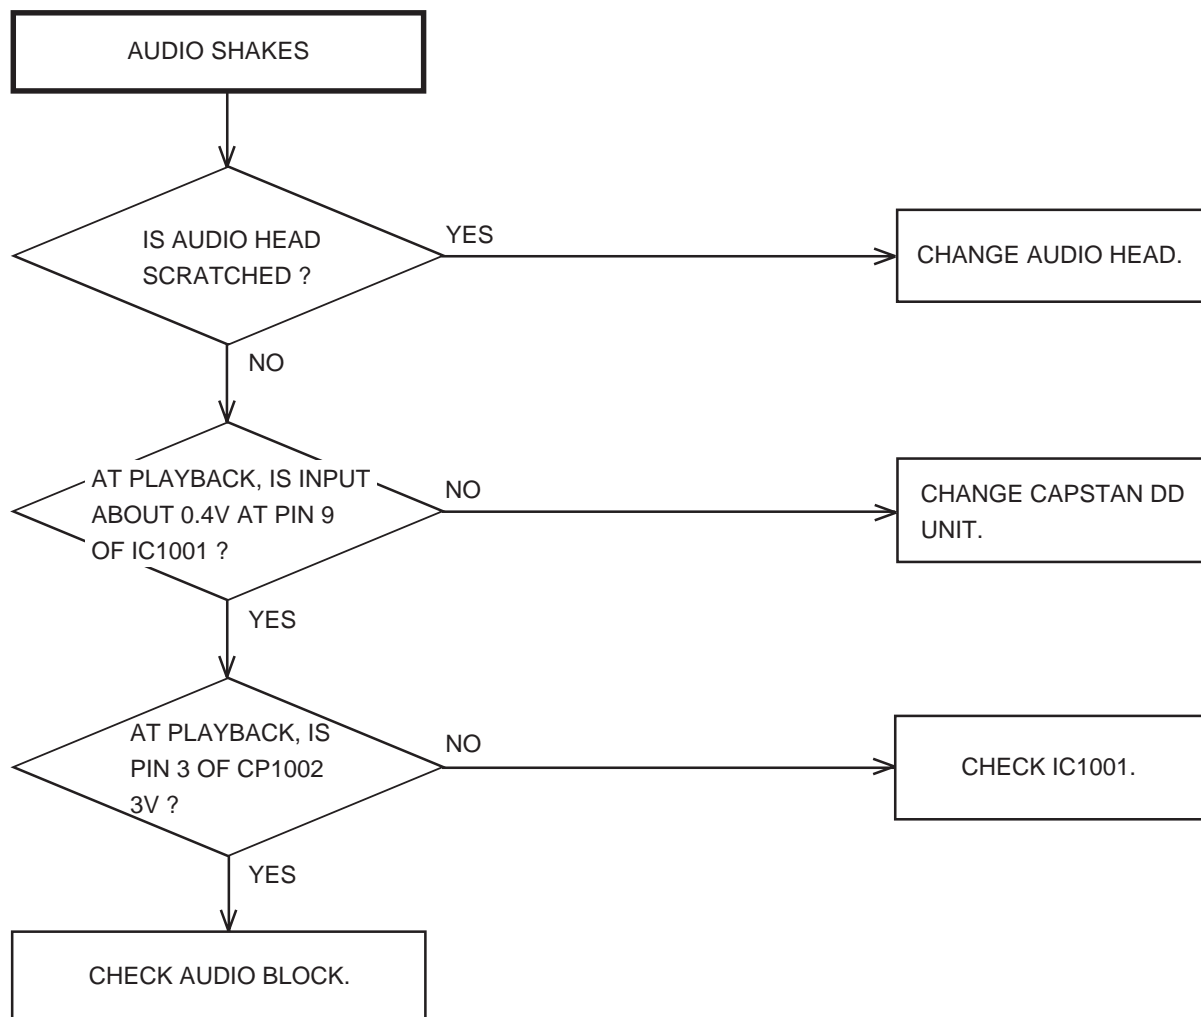 AUDIO SHAKES
IS AUDIO HEAD
SCRATCHED ?
YES
CHANGE AUDIO HEAD.
NO
AT PLAYBACK, IS INPUT
ABOUT 0.4V AT PIN 9
OF IC1001 ?
NO
CHANGE CAPSTAN DD
UNIT.
YES
AT PLAYBACK, IS
PIN 3 OF CP1002
3V ?
NO
CHECK IC1001.
YES
CHECK AUDIO BLOCK.